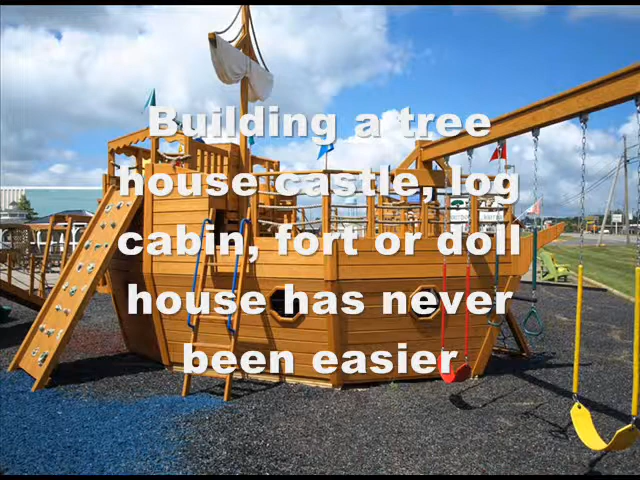 Building a tree
house castle, log
cabin, fort or doll
house has never
been easier